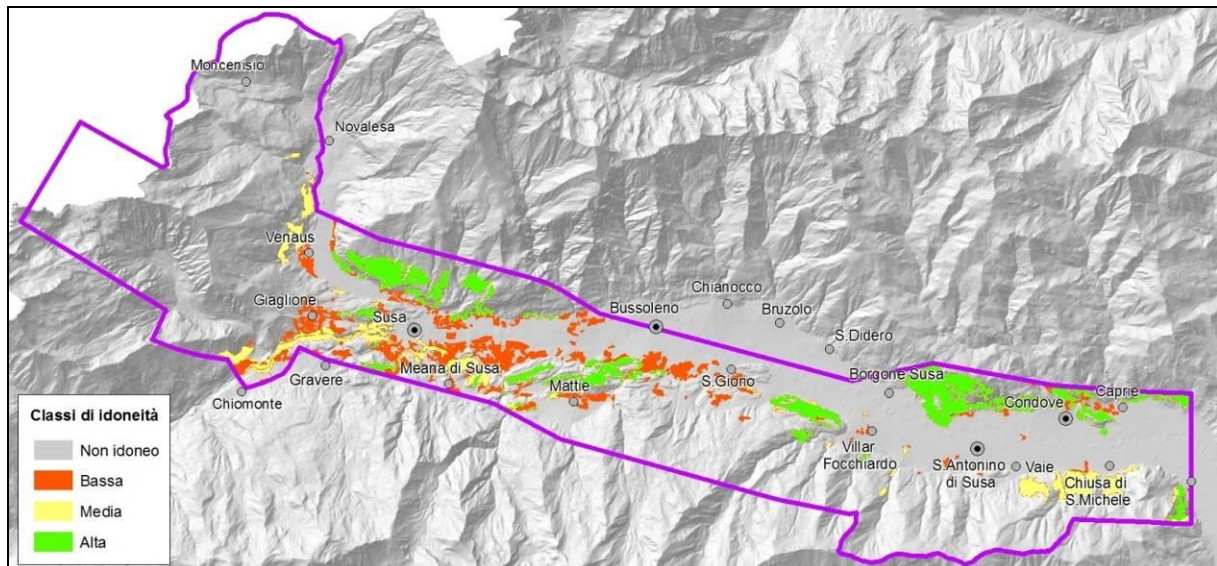 Moncenisio
Novalesa
Venaus
Giaglione
Susa
Bussoleno
Chianocco
Bruzolo
S.Didero
Gravere
Meana di Susa
Mattie
S.Giorio
Borgone Susa
Condove
Caprie
Chiomonte
Villar
Focchiardo
S.Antonino
di Susa
Vaie
Chiusa di
S.Michele
Classi di idoneità
Non idoneo
Bassa
Media
Alta